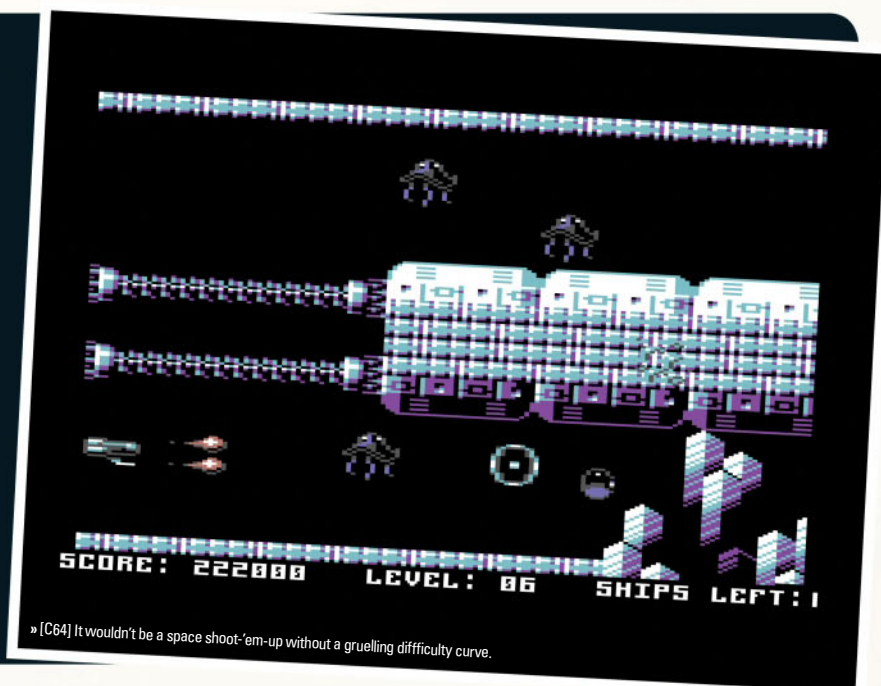 SCORE: 222000 LEVEL: 06 SHIPS LEFT: 1
» [C64] It wouldn't be a space shoot-'em-up without a gruelling diffficulty curve.